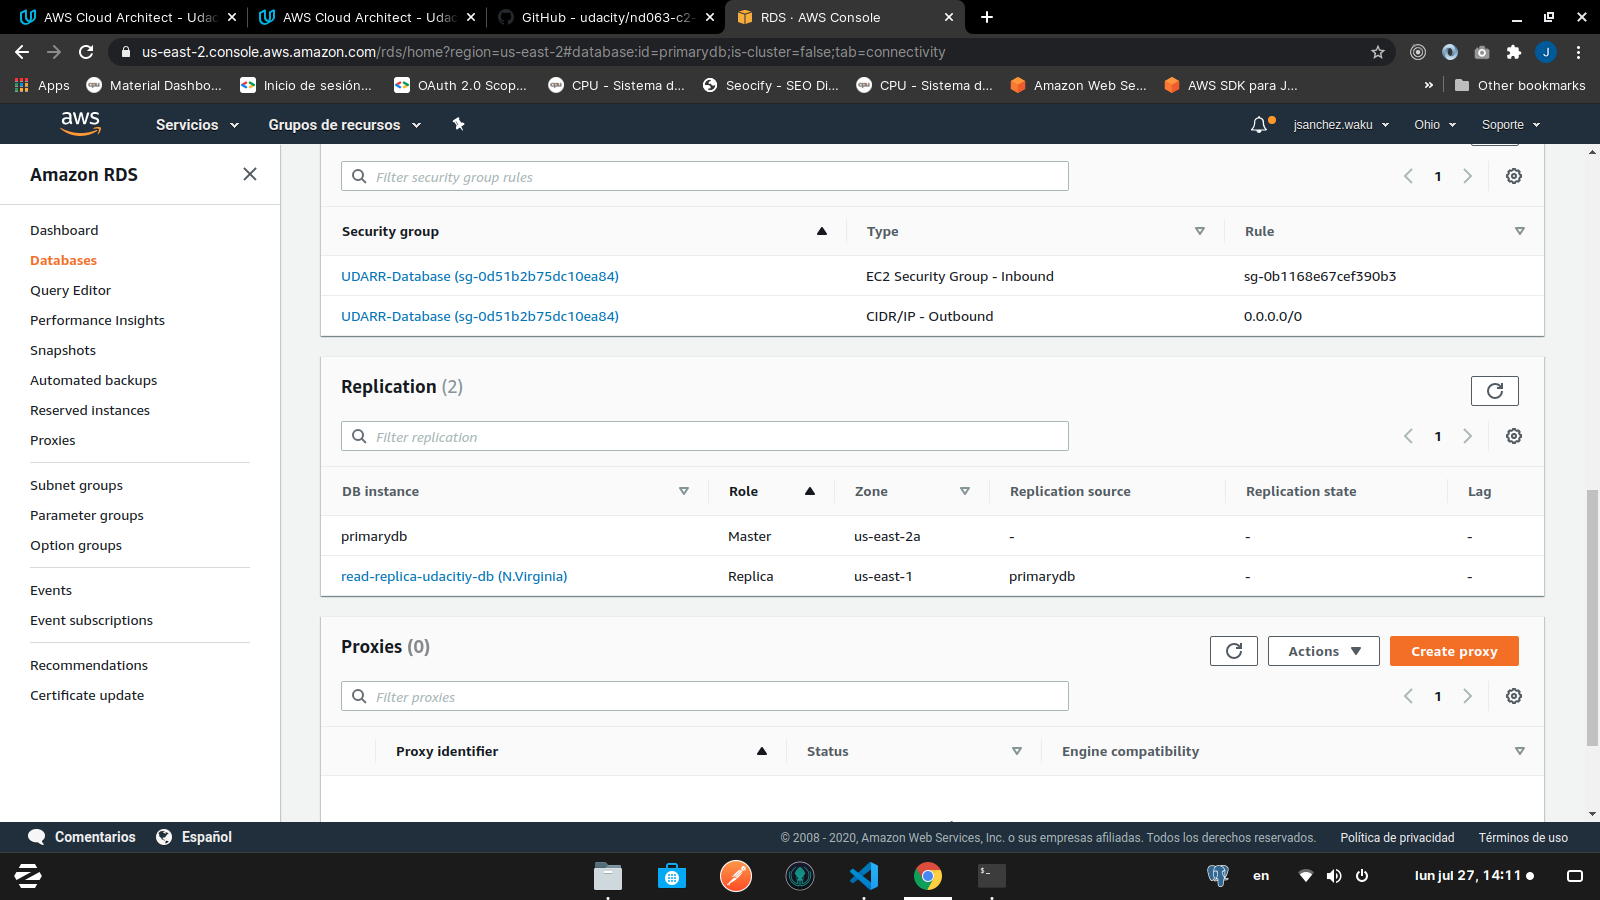 AWS Cloud Architect - Udac
AWS Cloud Architect - Udac
GitHub - udacity/nd063-c2-
RDS · AWS Console
us-east-2.console.aws.amazon.com/rds/home?region=us-east-2#database:id=primarydb;is-cluster=false;tab=connectivity
J
Apps
Material Dashbo...
Inicio de sesión...
OAuth 2.0 Scop...
CPU - Sistema d...
Seocify - SEO Di...
CPU - Sistema d...
Amazon Web Se...
AWS SDK para J...
»
Other bookmarks
aws
Servicios
Grupos de recursos
jsanchez.waku
Ohio
Soporte
Amazon RDS
Dashboard
Databases
Query Editor
Performance Insights
Snapshots
Automated backups
Reserved instances
Proxies
Subnet groups
Parameter groups
Option groups
Events
Event subscriptions
Recommendations
Certificate update
Filter security group rules
1
Security group Type Rule
UDARR-Database (sg-0d51b2b75dc10ea84) EC2 Security Group - Inbound sg-0b1168e67cef390b3
UDARR-Database (sg-0d51b2b75dc10ea84) CIDR/IP - Outbound 0.0.0.0/0
Replication (2)
Filter replication
1
DB instance Role Zone Replication source Replication state Lag
primarydb Master us-east-2a - - -
read-replica-udacitiy-db (N.Virginia) Replica us-east-1 primarydb - -
Proxies (0)
Actions
Create proxy
Filter proxies
1
Proxy identifier Status Engine compatibility
Comentarios
Español
© 2008 - 2020, Amazon Web Services, Inc. o sus empresas afiliadas. Todos los derechos reservados.
Política de privacidad
Términos de uso
en
lun jul 27, 14:11